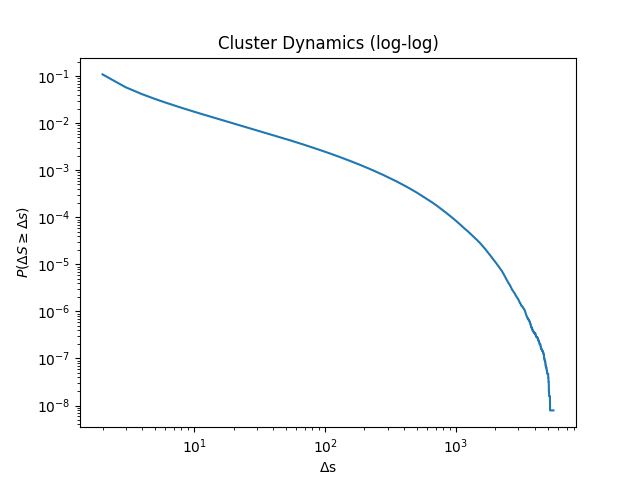 Cluster Dynamics (log-log)
P(ΔS ≥ Δs)
10⁻¹
10⁻²
10⁻³
10⁻⁴
10⁻⁵
10⁻⁶
10⁻⁷
10⁻⁸
10¹ 10² 10³
Δs